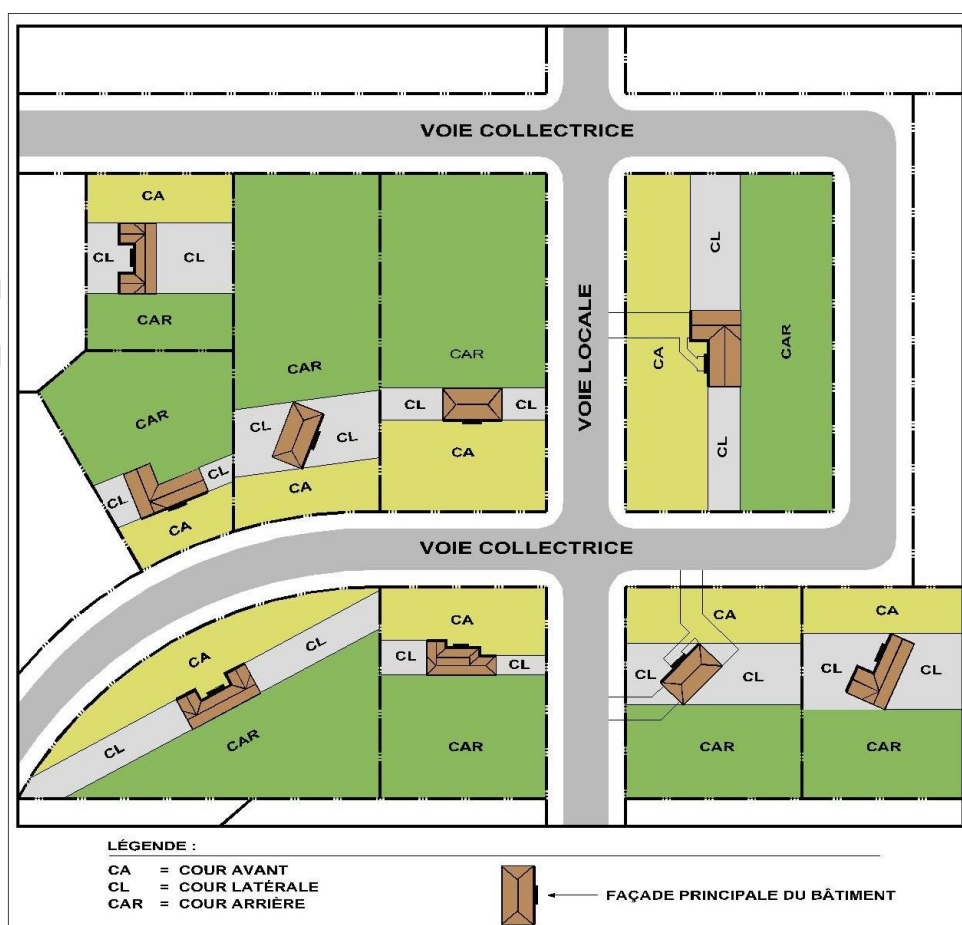 VOIE COLLECTRICE
CA
CL
CL
CAR
CAR
CAR
CL
VOIE LOCALE
CA
CAR
CAR
CL
CL
CL
CL
CA
CL
CL
CA
CA
CL
VOIE COLLECTRICE
CA
CL
CL
CAR
CA
CL
CL
CAR
CA
CL
CL
CAR
CA
CL
CL
CAR
LÉGENDE :
CA = COUR AVANT
CL = COUR LATÉRALE
CAR = COUR ARRIÈRE
FAÇADE PRINCIPALE DU BÂTIMENT